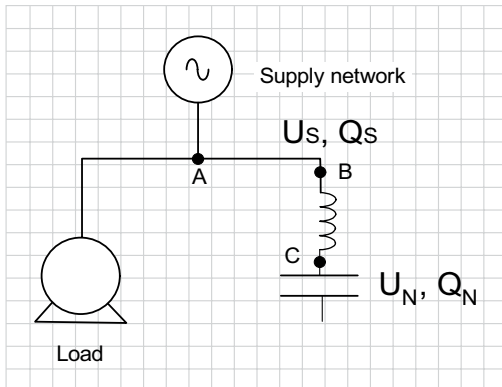 Supply network
US, QS
A
B
C
UN, QN
Load